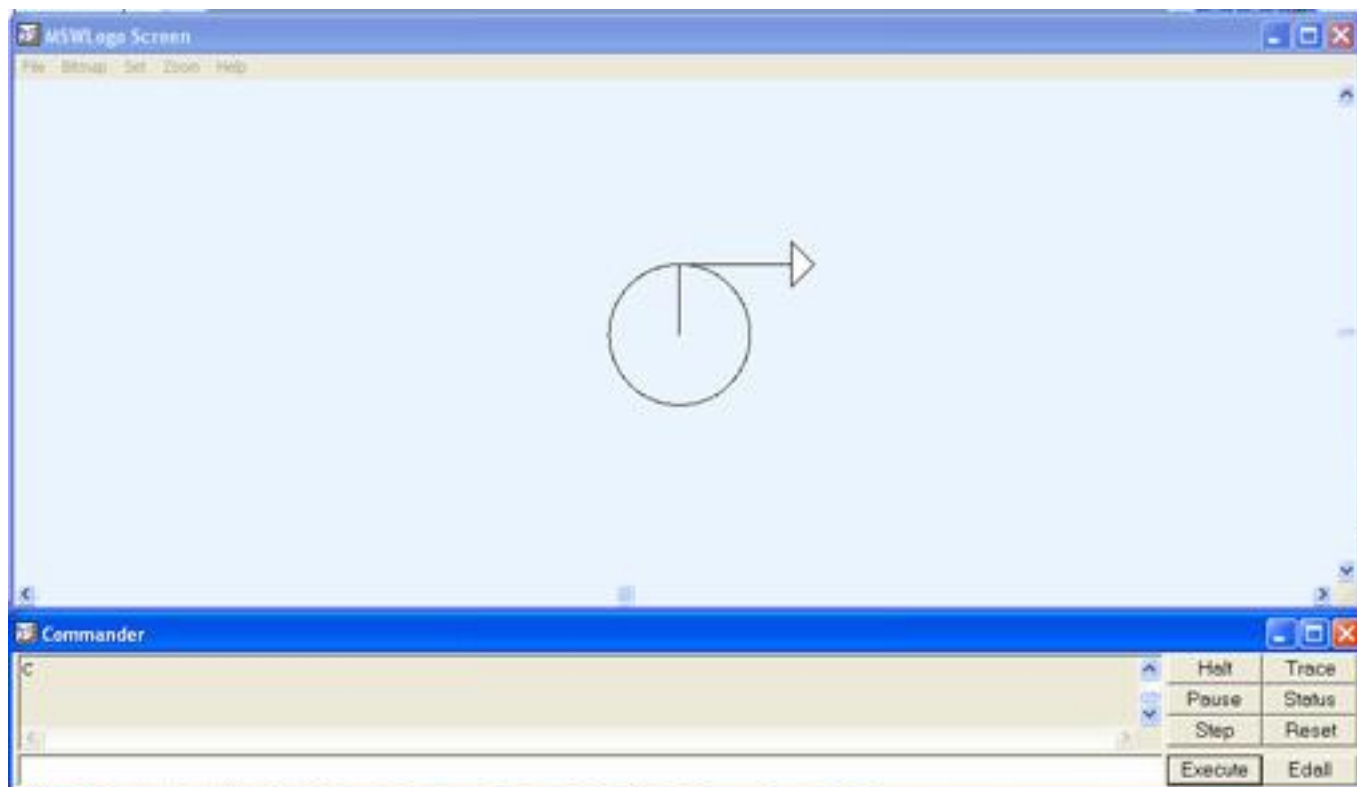 MSWLogo Screen
File Bitmap Set Zoom Help
Commander
C
Halt Trace
Pause Status
Step Reset
Execute Edall